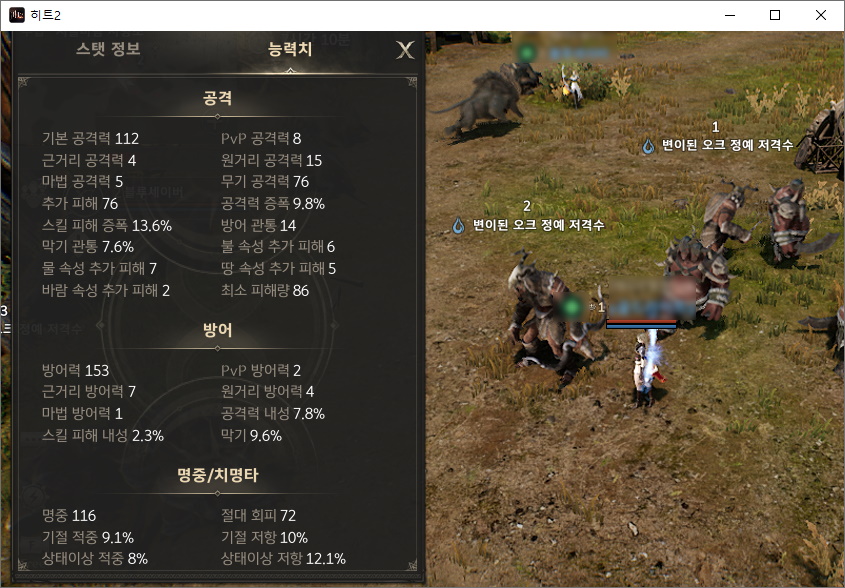 히트2
스탯 정보
능력치
공격
기본 공격력 112
PvP 공격력 8
근거리 공격력 4
원거리 공격력 15
마법 공격력 5
무기 공격력 76
추가 피해 76
공격력 증폭 9.8%
스킬 피해 증폭 13.6%
방어 관통 14
막기 관통 7.6%
불 속성 추가 피해 6
물 속성 추가 피해 7
땅 속성 추가 피해 5
바람 속성 추가 피해 2
최소 피해량 86
방어
방어력 153
PvP 방어력 2
근거리 방어력 7
원거리 방어력 4
마법 방어력 1
공격력 내성 7.8%
스킬 피해 내성 2.3%
막기 9.6%
명중/치명타
명중 116
절대 회피 72
기절 적중 9.1%
기절 저항 10%
상태이상 적중 8%
상태이상 저항 12.1%
1
변이된 오크 정예 저격수
2
변이된 오크 정예 저격수
3
정예 저격수
1